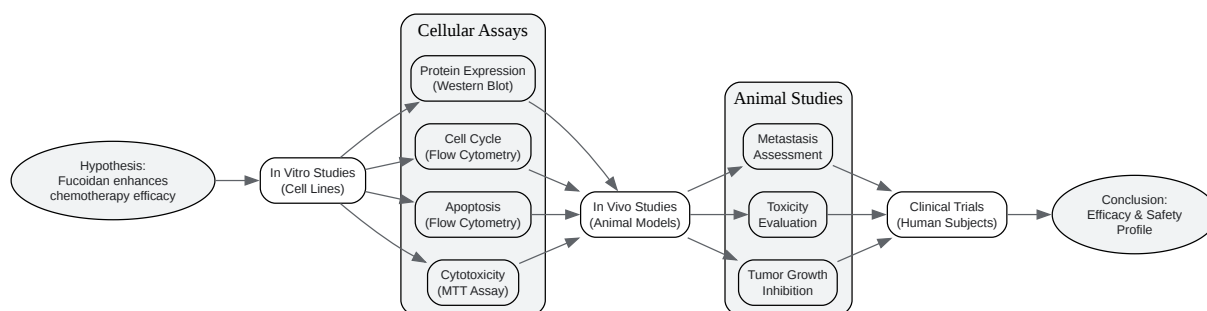 Hypothesis:
Fucoidan enhances
chemotherapy efficacy
In Vitro Studies
(Cell Lines)
Cellular Assays
Protein Expression
(Western Blot)
Cell Cycle
(Flow Cytometry)
Apoptosis
(Flow Cytometry)
Cytotoxicity
(MTT Assay)
In Vivo Studies
(Animal Models)
Animal Studies
Metastasis
Assessment
Toxicity
Evaluation
Tumor Growth
Inhibition
Clinical Trials
(Human Subjects)
Conclusion:
Efficacy & Safety
Profile